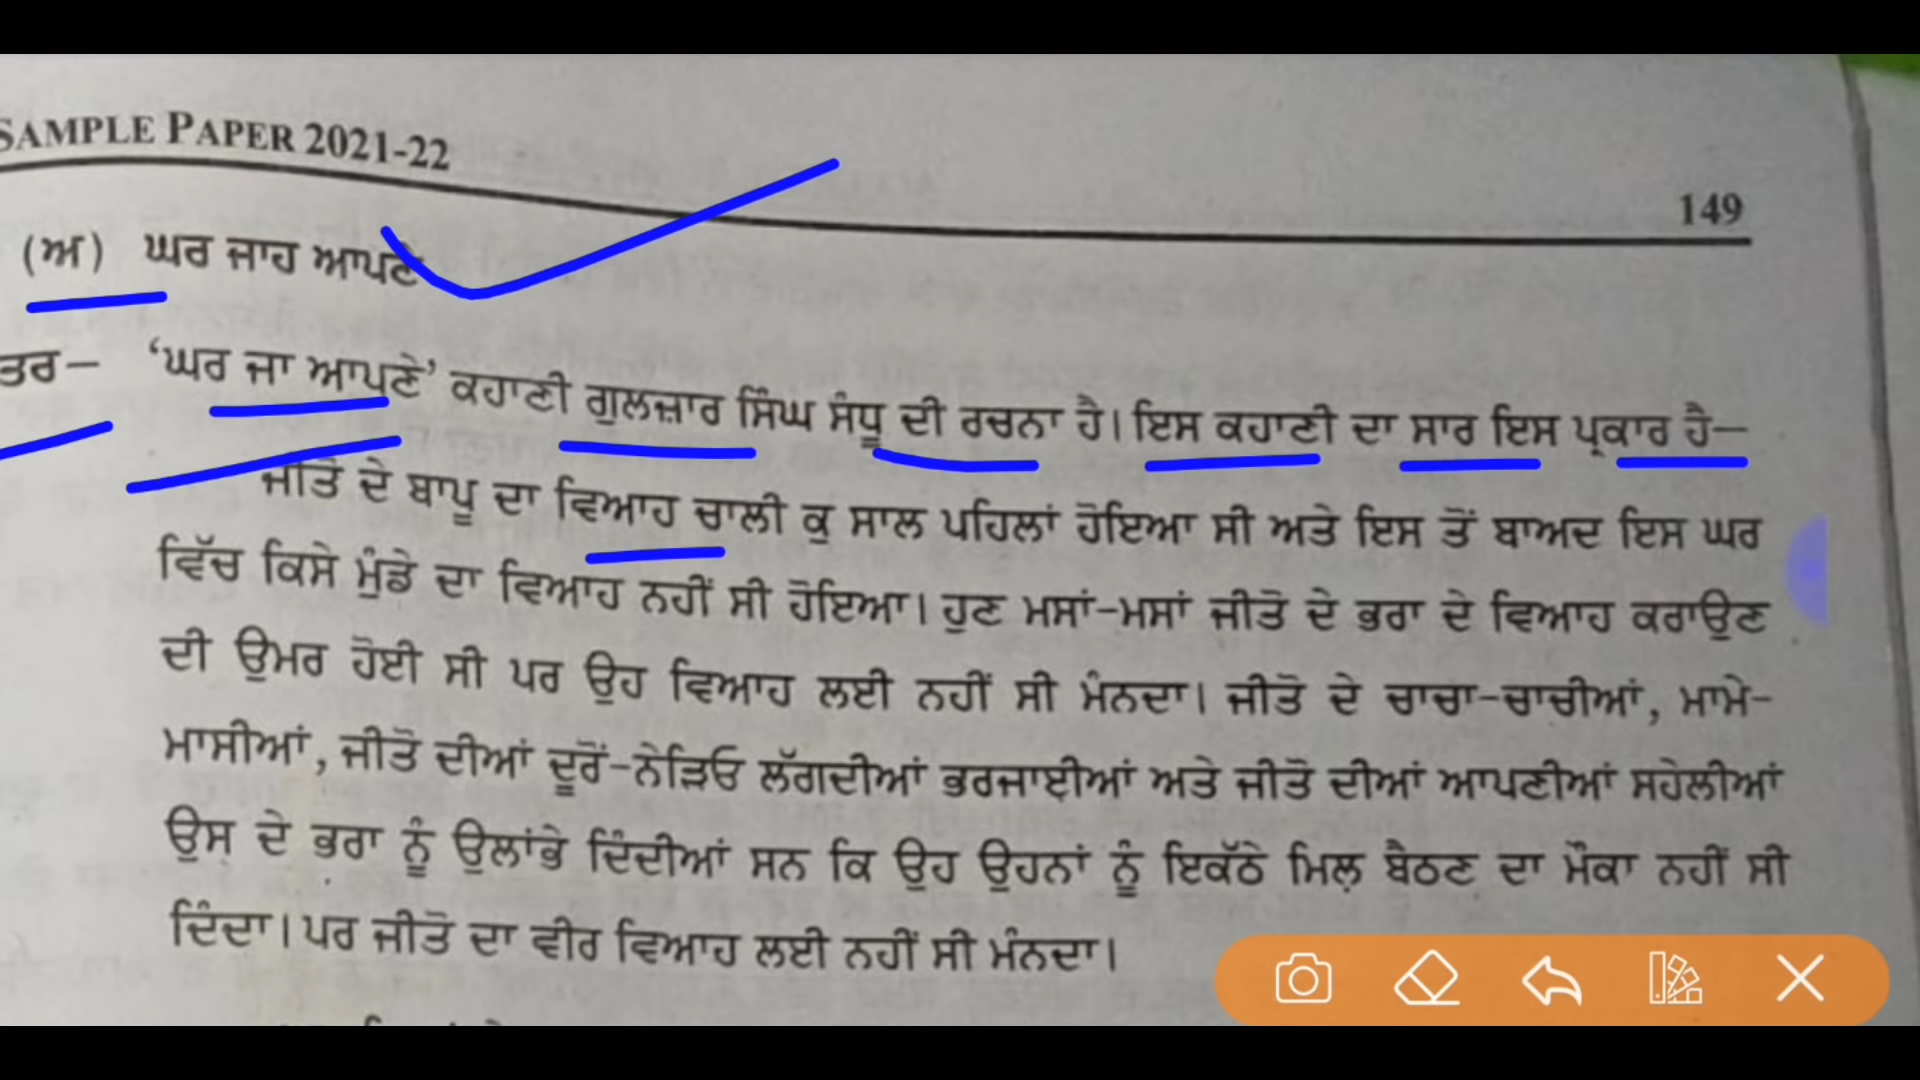 SAMPLE PAPER 2021-22
149
(ਅ) ਘਰ ਜਾਹ ਆਪਣੇ
ਤਰ– ‘ਘਰ ਜਾ ਆਪਣੇ’ ਕਹਾਣੀ ਗੁਲਜ਼ਾਰ ਸਿੰਘ ਸੰਧੂ ਦੀ ਰਚਨਾ ਹੈ। ਇਸ ਕਹਾਣੀ ਦਾ ਸਾਰ ਇਸ ਪ੍ਰਕਾਰ ਹੈ–
ਜੀਤੋ ਦੇ ਬਾਪੂ ਦਾ ਵਿਆਹ ਚਾਲੀ ਕੁ ਸਾਲ ਪਹਿਲਾਂ ਹੋਇਆ ਸੀ ਅਤੇ ਇਸ ਤੋਂ ਬਾਅਦ ਇਸ ਘਰ
ਵਿੱਚ ਕਿਸੇ ਮੁੰਡੇ ਦਾ ਵਿਆਹ ਨਹੀਂ ਸੀ ਹੋਇਆ। ਹੁਣ ਮਸਾਂ-ਮਸਾਂ ਜੀਤੋ ਦੇ ਭਰਾ ਦੇ ਵਿਆਹ ਕਰਾਉਣ
ਦੀ ਉਮਰ ਹੋਈ ਸੀ ਪਰ ਉਹ ਵਿਆਹ ਲਈ ਨਹੀਂ ਸੀ ਮੰਨਦਾ। ਜੀਤੋ ਦੇ ਚਾਚਾ-ਚਾਚੀਆਂ, ਮਾਮੇ-
ਮਾਸੀਆਂ, ਜੀਤੋ ਦੀਆਂ ਦੂਰੋਂ-ਨੇੜਿਓ ਲੱਗਦੀਆਂ ਭਰਜਾਈਆਂ ਅਤੇ ਜੀਤੋ ਦੀਆਂ ਆਪਣੀਆਂ ਸਹੇਲੀਆਂ
ਉਸ ਦੇ ਭਰਾ ਨੂੰ ਉਲਾਂਭੇ ਦਿੰਦੀਆਂ ਸਨ ਕਿ ਉਹ ਉਹਨਾਂ ਨੂੰ ਇਕੱਠੇ ਮਿਲ਼ ਬੈਠਣ ਦਾ ਮੌਕਾ ਨਹੀਂ ਸੀ
ਦਿੰਦਾ। ਪਰ ਜੀਤੋ ਦਾ ਵੀਰ ਵਿਆਹ ਲਈ ਨਹੀਂ ਸੀ ਮੰਨਦਾ।